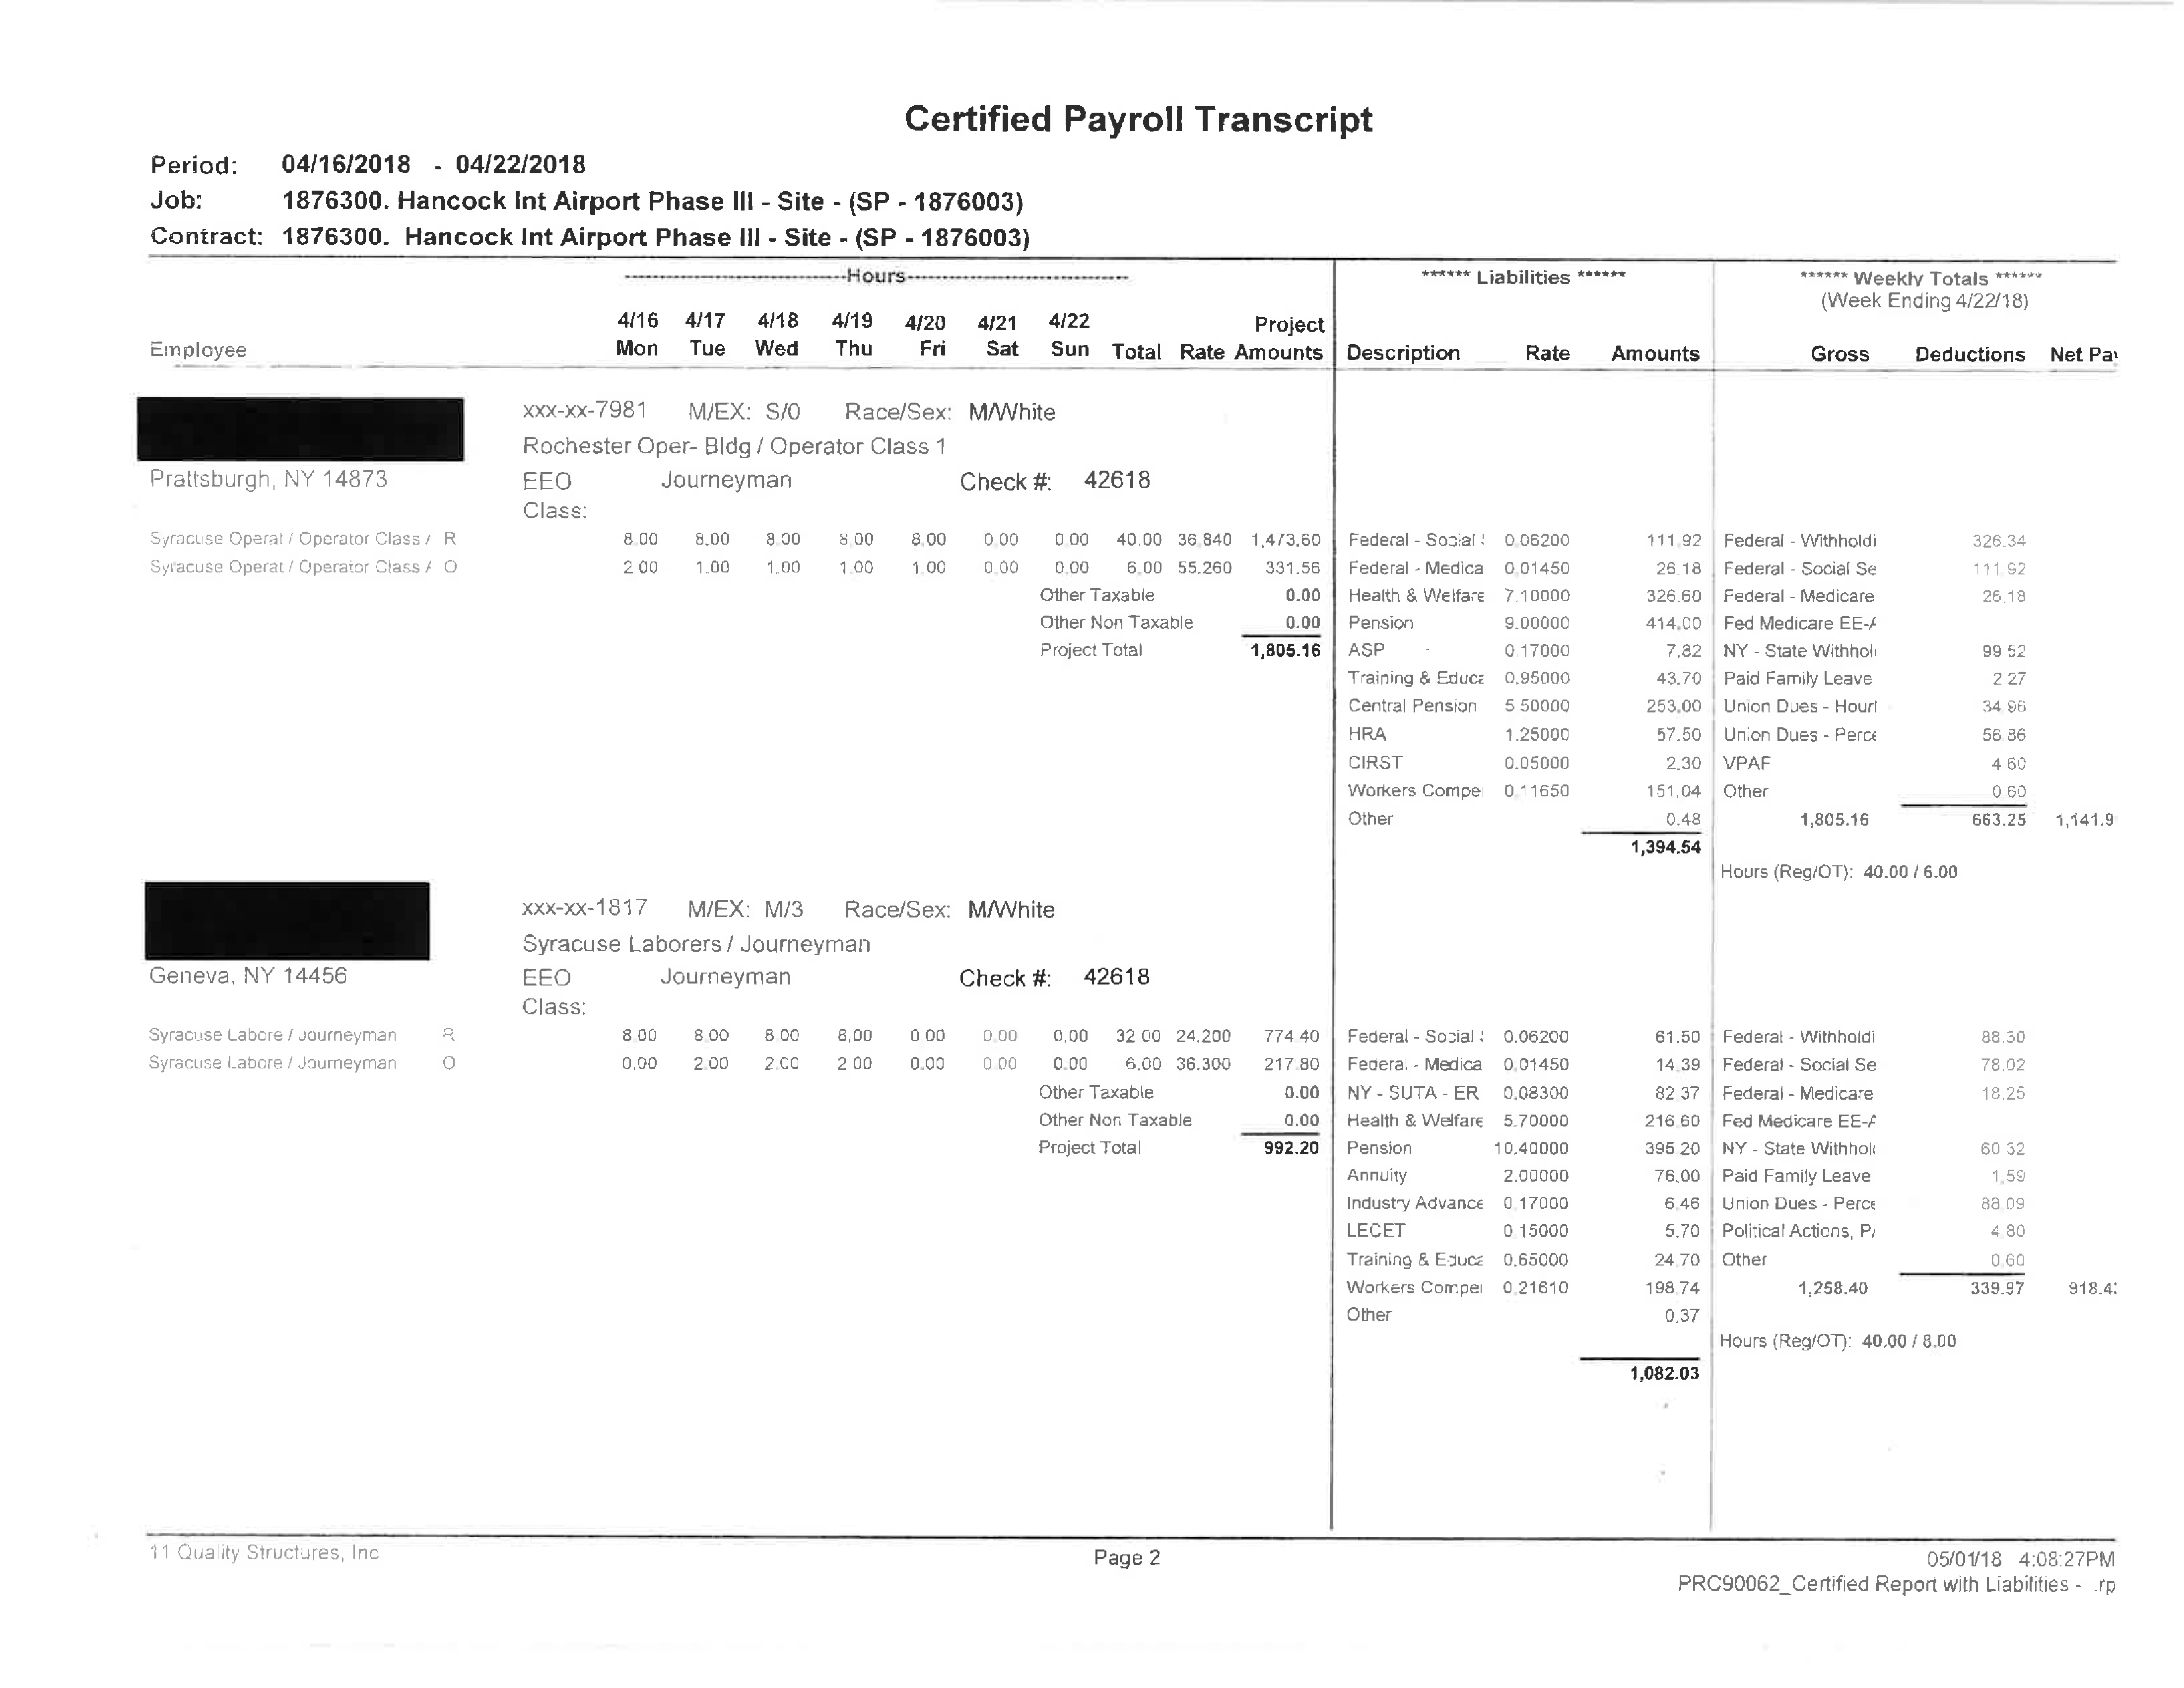 Certified Payroll Transcript
Period: 04/16/2018 - 04/22/2018
Job: 1876300. Hancock Int Airport Phase III - Site - (SP - 1876003)
Contract: 1876300. Hancock Int Airport Phase III - Site - (SP - 1876003)
----Hours---- ****** Liabilities ****** ****** Weekly Totals ******
(Week Ending 4/22/18)
4/16 4/17 4/18 4/19 4/20 4/21 4/22 Project
Employee Mon Tue Wed Thu Fri Sat Sun Total Rate Amounts Description Rate Amounts Gross Deductions Net Pa
xxx-xx-7981 M/EX: S/0 Race/Sex: M/White
Rochester Oper- Bldg / Operator Class 1
Prattsburgh, NY 14873 EEO Journeyman Check #: 42618
Class:
Syracuse Operat / Operator Class / R 8.00 8.00 8.00 8.00 8.00 0.00 0.00 40.00 36.840 1,473.60 Federal - Social 0.06200 111.92 Federal - Withholdi 326.34
Syracuse Operat / Operator Class / O 2.00 1.00 1.00 1.00 1.00 0.00 0.00 6.00 55.260 331.56 Federal - Medica 0.01450 26.18 Federal - Social Se 111.92
Other Taxable 0.00 Health & Welfare 7.10000 326.60 Federal - Medicare 26.18
Other Non Taxable 0.00 Pension 9.00000 414.00 Fed Medicare EE-A
Project Total 1,805.16 ASP - 0.17000 7.82 NY - State Withhol 99.52
Training & Educa 0.95000 43.70 Paid Family Leave 2.27
Central Pension 5.50000 253.00 Union Dues - Hourl 34.96
HRA 1.25000 57.50 Union Dues - Perce 56.86
CIRST 0.05000 2.30 VPAF 4.60
Workers Compe 0.11650 151.04 Other 0.60
Other 0.48 1,805.16 663.25 1,141.9
1,394.54
Hours (Reg/OT): 40.00 / 6.00
xxx-xx-1817 M/EX: M/3 Race/Sex: M/White
Syracuse Laborers / Journeyman
Geneva, NY 14456 EEO Journeyman Check #: 42618
Class:
Syracuse Labore / Journeyman R 8.00 8.00 8.00 8.00 0.00 0.00 0.00 32.00 24.200 774.40 Federal - Social 0.06200 61.50 Federal - Withholdi 88.30
Syracuse Labore / Journeyman O 0.00 2.00 2.00 2.00 0.00 0.00 0.00 6.00 36.300 217.80 Federal - Medica 0.01450 14.39 Federal - Social Se 78.02
Other Taxable 0.00 NY - SUTA - ER 0.08300 82.37 Federal - Medicare 18.25
Other Non Taxable 0.00 Health & Welfare 5.70000 216.60 Fed Medicare EE-A
Project Total 992.20 Pension 10.40000 395.20 NY - State Withhol 60.32
Annuity 2.00000 76.00 Paid Family Leave 1.59
Industry Advance 0.17000 6.46 Union Dues - Perce 88.09
LECET 0.15000 5.70 Political Actions, P 4.80
Training & Educa 0.65000 24.70 Other 0.60
Workers Compe 0.21610 198.74 1,258.40 339.97 918.4
Other 0.37
Hours (Reg/OT): 40.00 / 8.00
1,082.03
11 Quality Structures, Inc Page 2 05/01/18 4:08:27PM
PRC90062_Certified Report with Liabilities - .rp